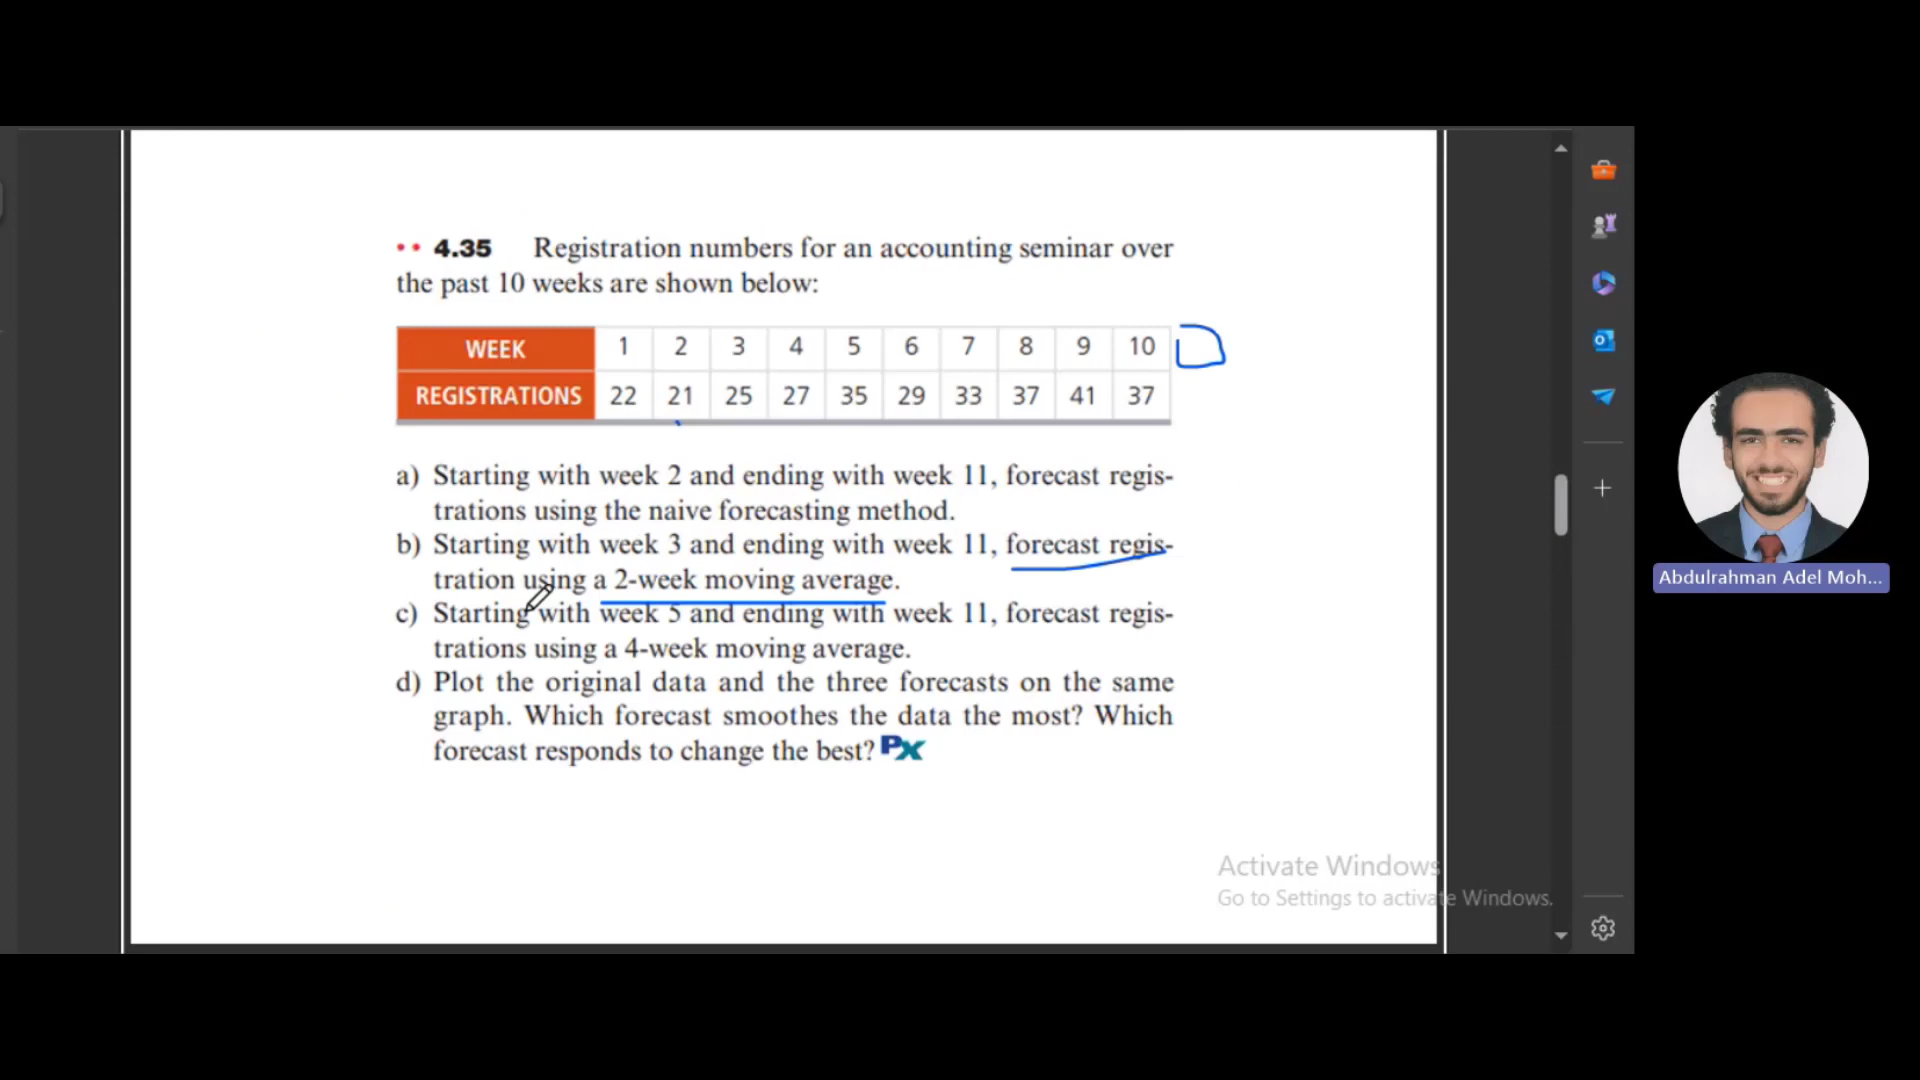 •• 4.35 Registration numbers for an accounting seminar over
the past 10 weeks are shown below:
WEEK 1 2 3 4 5 6 7 8 9 10
REGISTRATIONS 22 21 25 27 35 29 33 37 41 37
a) Starting with week 2 and ending with week 11, forecast regis-
trations using the naive forecasting method.
b) Starting with week 3 and ending with week 11, forecast regis-
tration using a 2-week moving average.
c) Starting with week 5 and ending with week 11, forecast regis-
trations using a 4-week moving average.
d) Plot the original data and the three forecasts on the same
graph. Which forecast smoothes the data the most? Which
forecast responds to change the best? PX
Abdulrahman Adel Moh...
Activate Windows
Go to Settings to activate Windows.